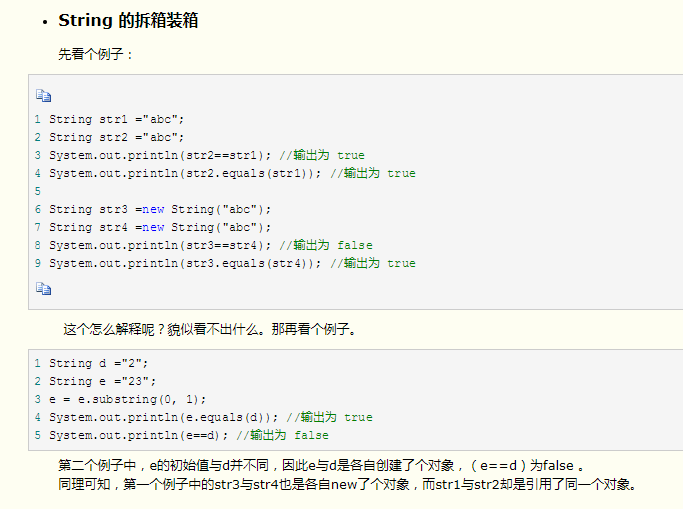 String 的拆箱装箱
先看个例子：
1 String str1 ="abc";
2 String str2 ="abc";
3 System.out.println(str2==str1); //输出为 true
4 System.out.println(str2.equals(str1)); //输出为 true
5
6 String str3 =new String("abc");
7 String str4 =new String("abc");
8 System.out.println(str3==str4); //输出为 false
9 System.out.println(str3.equals(str4)); //输出为 true
这个怎么解释呢？貌似看不出什么。那再看个例子。
1 String d ="2";
2 String e ="23";
3 e = e.substring(0, 1);
4 System.out.println(e.equals(d)); //输出为 true
5 System.out.println(e==d); //输出为 false
第二个例子中，e的初始值与d并不同，因此e与d是各自创建了个对象，（e==d）为false 。
同理可知，第一个例子中的str3与str4也是各自new了个对象，而str1与str2却是引用了同一个对象。